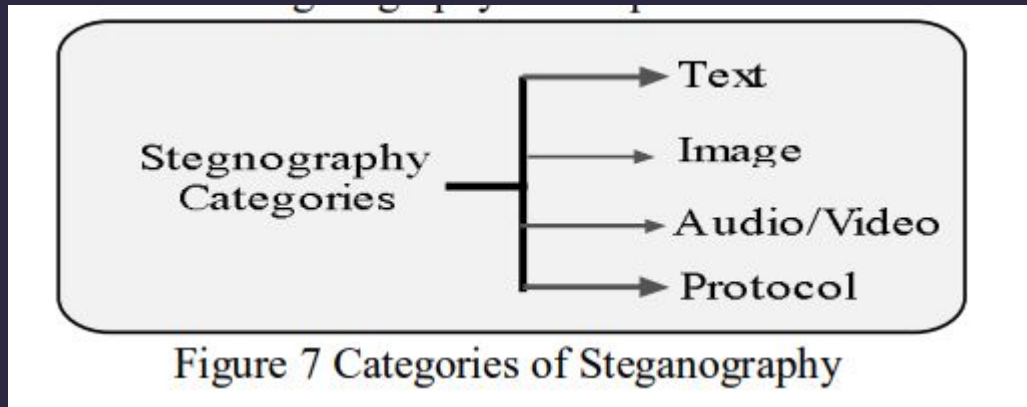 Stegnography
Categories
Text
Image
Audio/Video
Protocol
Figure 7 Categories of Steganography